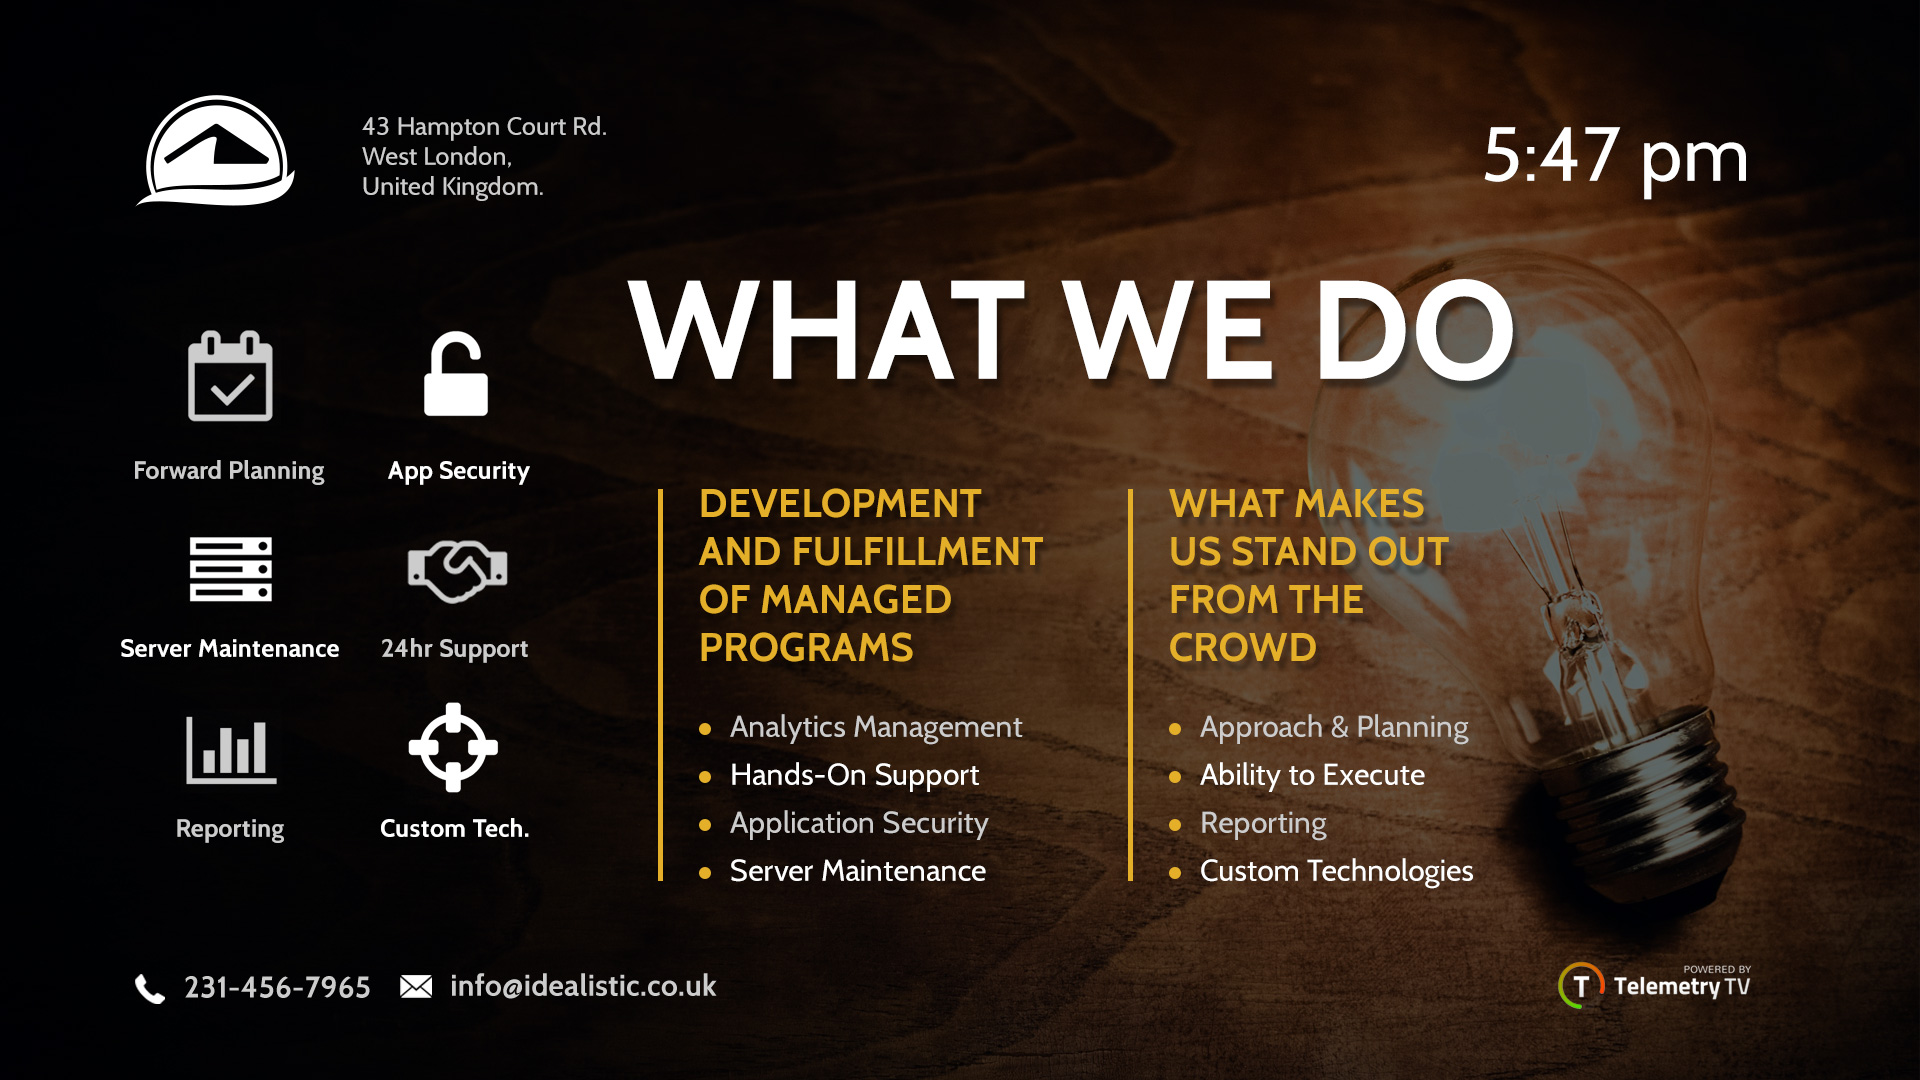 43 Hampton Court Rd.
West London,
United Kingdom.
5:47 pm
WHAT WE DO
Forward Planning
App Security
Server Maintenance
24hr Support
Reporting
Custom Tech.
DEVELOPMENT
AND FULFILLMENT
OF MANAGED
PROGRAMS
• Analytics Management
• Hands-On Support
• Application Security
• Server Maintenance
WHAT MAKES
US STAND OUT
FROM THE
CROWD
• Approach & Planning
• Ability to Execute
• Reporting
• Custom Technologies
231-456-7965
info@idealistic.co.uk
POWERED BY
T TelemetryTV